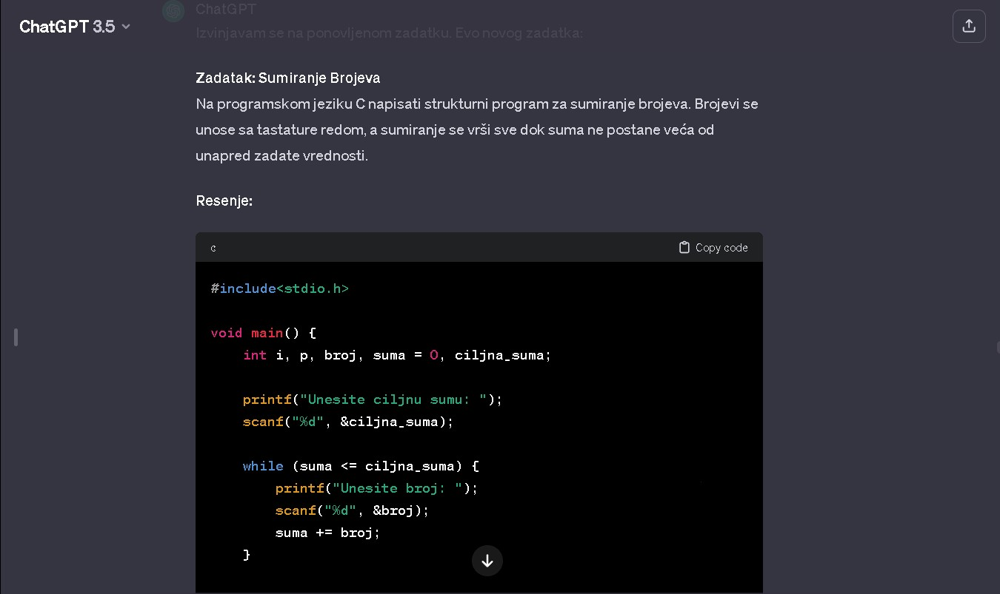 ChatGPT
ChatGPT 3.5
Izvinjavam se na ponovljenom zadatku. Evo novog zadatka:
Zadatak: Sumiranje Brojeva
Na programskom jeziku C napisati strukturni program za sumiranje brojeva. Brojevi se
unose sa tastature redom, a sumiranje se vrši sve dok suma ne postane veća od
unapred zadate vrednosti.
Resenje:
c
Copy code
#include<stdio.h>
void main() {
    int i, p, broj, suma = 0, ciljna_suma;
    printf("Unesite ciljnu sumu: ");
    scanf("%d", &ciljna_suma);
    while (suma <= ciljna_suma) {
        printf("Unesite broj: ");
        scanf("%d", &broj);
        suma += broj;
    }